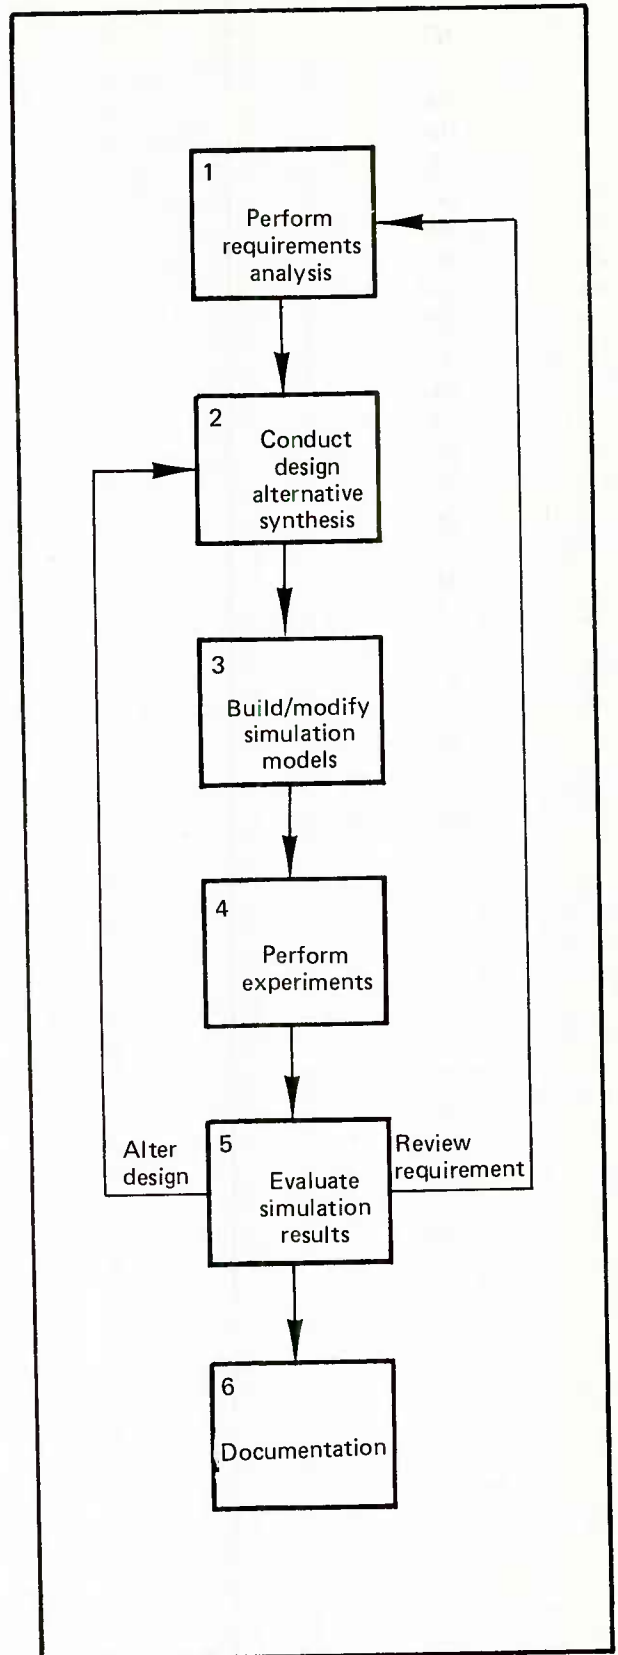 1
Perform
requirements
analysis
2
Conduct
design
alternative
synthesis
3
Build/modify
simulation
models
4
Perform
experiments
Alter
design
5
Evaluate
simulation
results
Review
requirement
6
Documentation